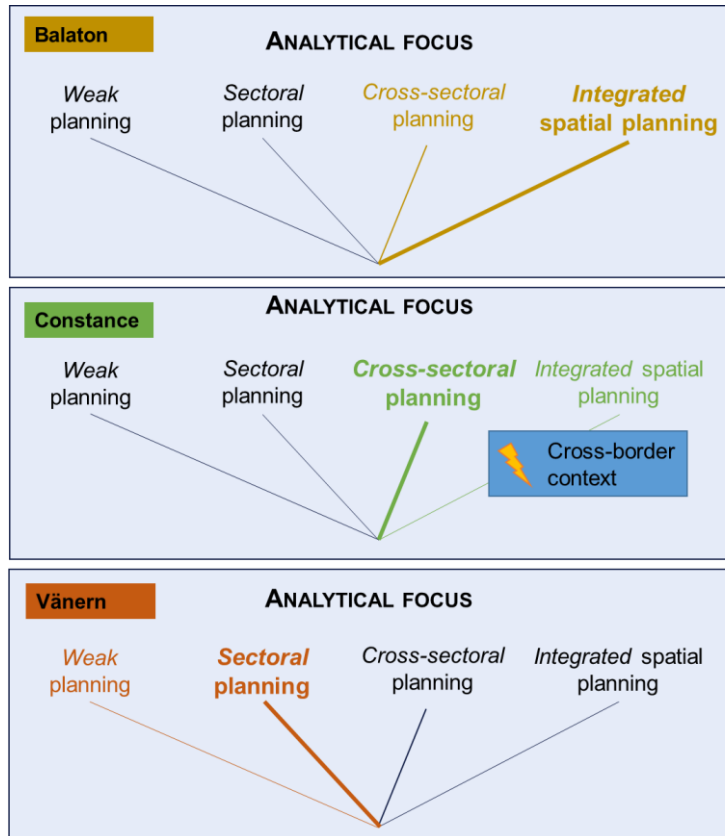 Balaton
ANALYTICAL FOCUS
Weak
planning
Sectoral
planning
Cross-sectoral
planning
Integrated
spatial planning
Constance
ANALYTICAL FOCUS
Weak
planning
Sectoral
planning
Cross-sectoral
planning
Integrated spatial
planning
Cross-border
context
Vänern
ANALYTICAL FOCUS
Weak
planning
Sectoral
planning
Cross-sectoral
planning
Integrated spatial
planning